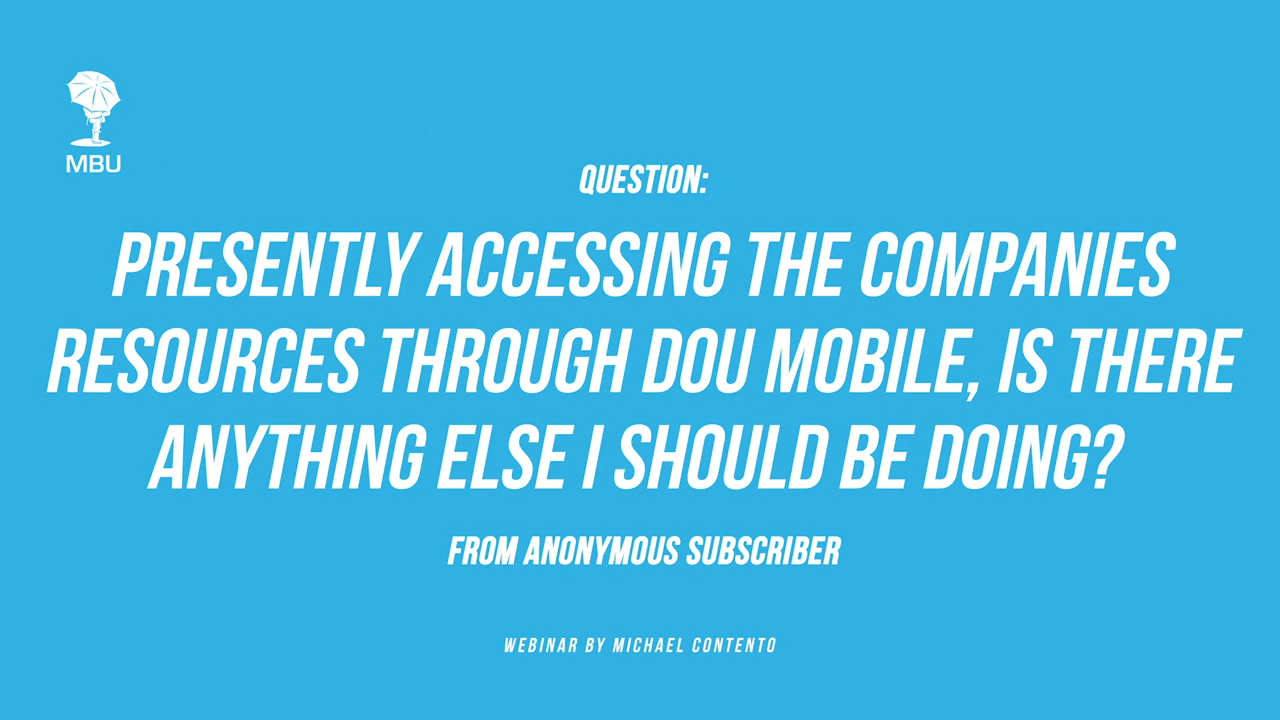 MBU
QUESTION:
PRESENTLY ACCESSING THE COMPANIES
RESOURCES THROUGH DOU MOBILE, IS THERE
ANYTHING ELSE I SHOULD BE DOING?
FROM ANONYMOUS SUBSCRIBER
WEBINAR BY MICHAEL CONTENTO